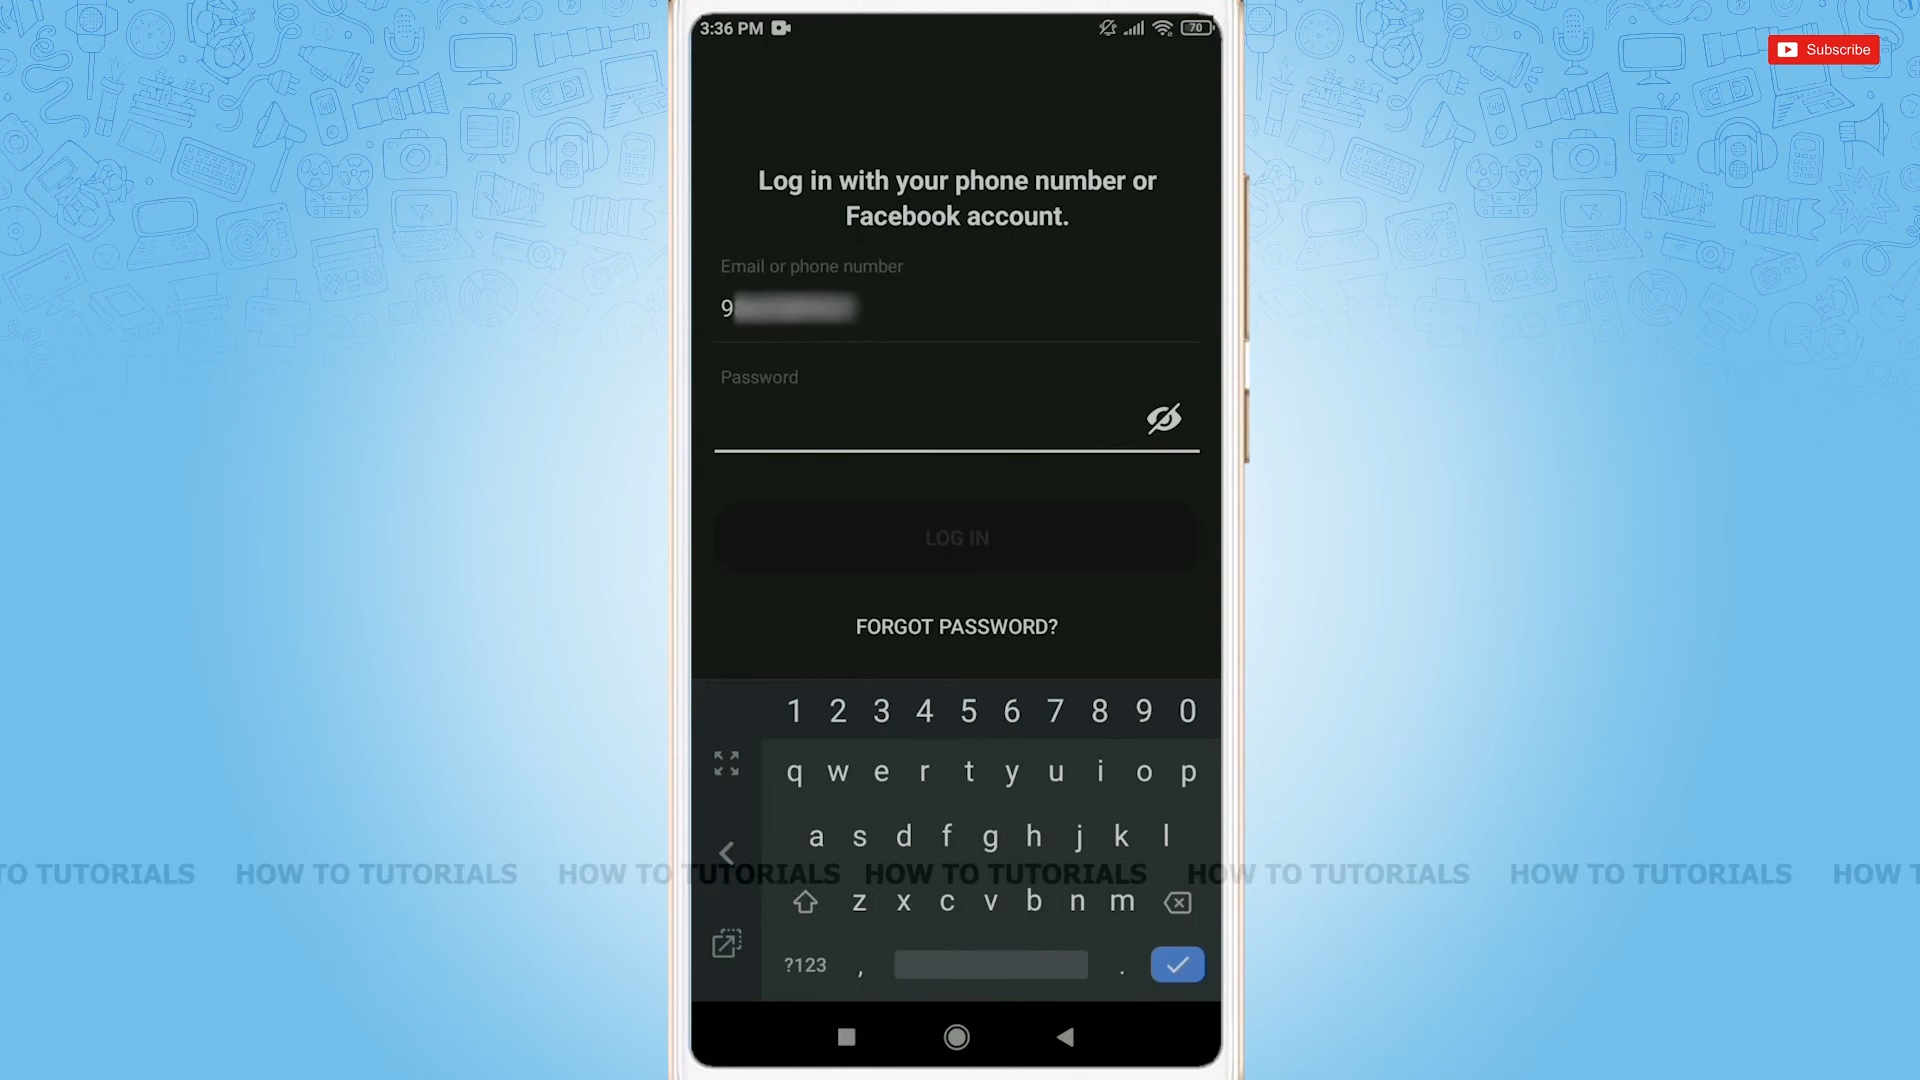 3:36 PM
70
Subscribe
Log in with your phone number or
Facebook account.
Email or phone number
9
Password
LOG IN
FORGOT PASSWORD?
1 2 3 4 5 6 7 8 9 0
q w e r t y u i o p
a s d f g h j k l
TO TUTORIALS HOW TO TUTORIALS HOW TO TUTORIALS HOW TO TUTORIALS HOW TO TUTORIALS HOW TO TUTORIALS HOW T
z x c v b n m
?123 , .